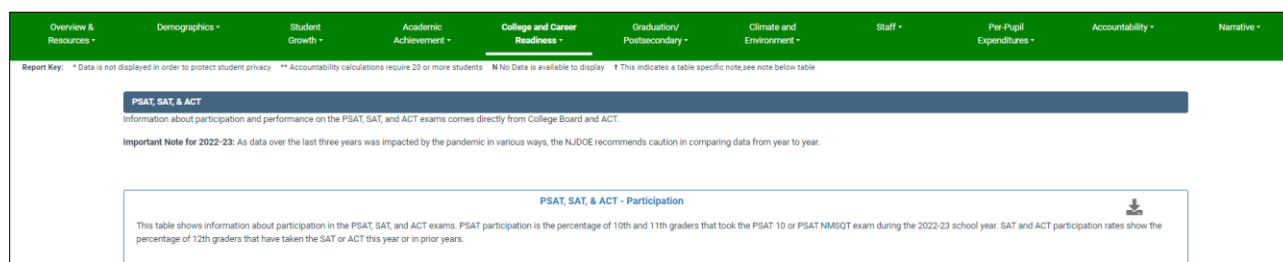 Overview & Resources
Demographics
Student Growth
Academic Achievement
College and Career Readiness
Graduation/ Postsecondary
Climate and Environment
Staff
Per-Pupil Expenditures
Accountability
Narrative
Report Key: * Data is not displayed in order to protect student privacy ** Accountability calculations require 20 or more students N No Data is available to display † This indicates a table specific note,see note below table
PSAT, SAT, & ACT
Information about participation and performance on the PSAT, SAT, and ACT exams comes directly from College Board and ACT.
Important Note for 2022-23: As data over the last three years was impacted by the pandemic in various ways, the NJDOE recommends caution in comparing data from year to year.
PSAT, SAT, & ACT - Participation
This table shows information about participation in the PSAT, SAT, and ACT exams. PSAT participation is the percentage of 10th and 11th graders that took the PSAT 10 or PSAT NMSQT exam during the 2022-23 school year. SAT and ACT participation rates show the
percentage of 12th graders that have taken the SAT or ACT this year or in prior years.